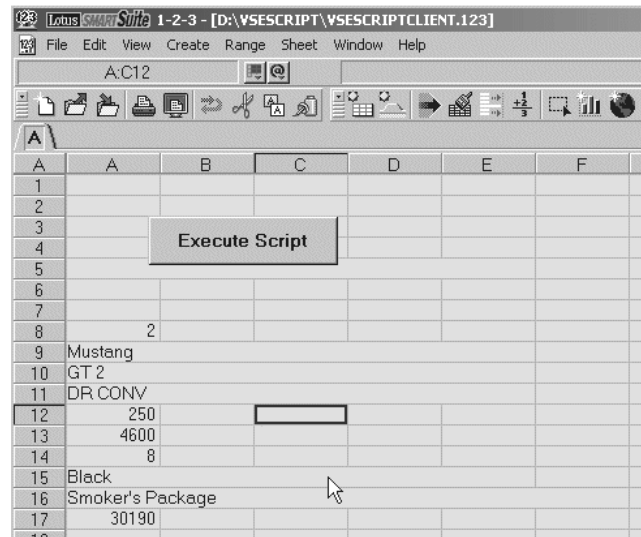 Lotus SMARTSuite 1-2-3 - [D:\VSESCRIPT\VSESCRIPTCLIENT.123]
123 File Edit View Create Range Sheet Window Help
A:C12 @
A
A A B C D E F
1
2
3
Execute Script
4
5
6
7
8 2
9 Mustang
10 GT 2
11 DR CONV
12 250
13 4600
14 8
15 Black
16 Smoker's Package
17 30190